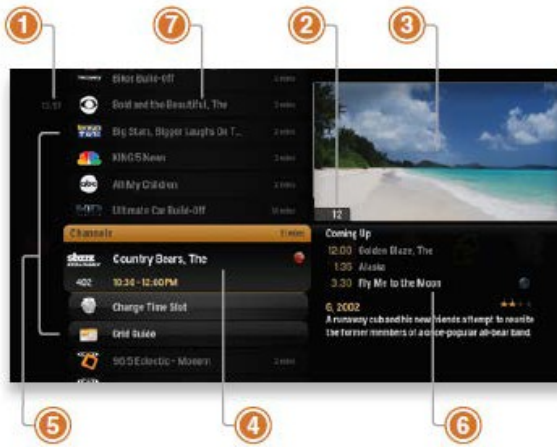 1
7
2
3
Biker Build-Off
2 mins
Bold and the Beautiful, The
2 mins
Big Stars, Bigger Laughs On T...
2 mins
KING 5 News
2 mins
abc
All My Children
2 mins
Ultimate Car Build-Off
12
Channels
Coming Up
12:00 Golden Blaze, The
1:35 Alaska
3:30 Fly Me to the Moon
Country Bears, The
402
10:30 - 12:00PM
Change Time Slot
Grid Guide
90.5 Eclectic - Modern
2 mins
G, 2002
A runaway cub and his new friends attempt to reunite
the former members of a once-popular all-bear band.
5
4
6